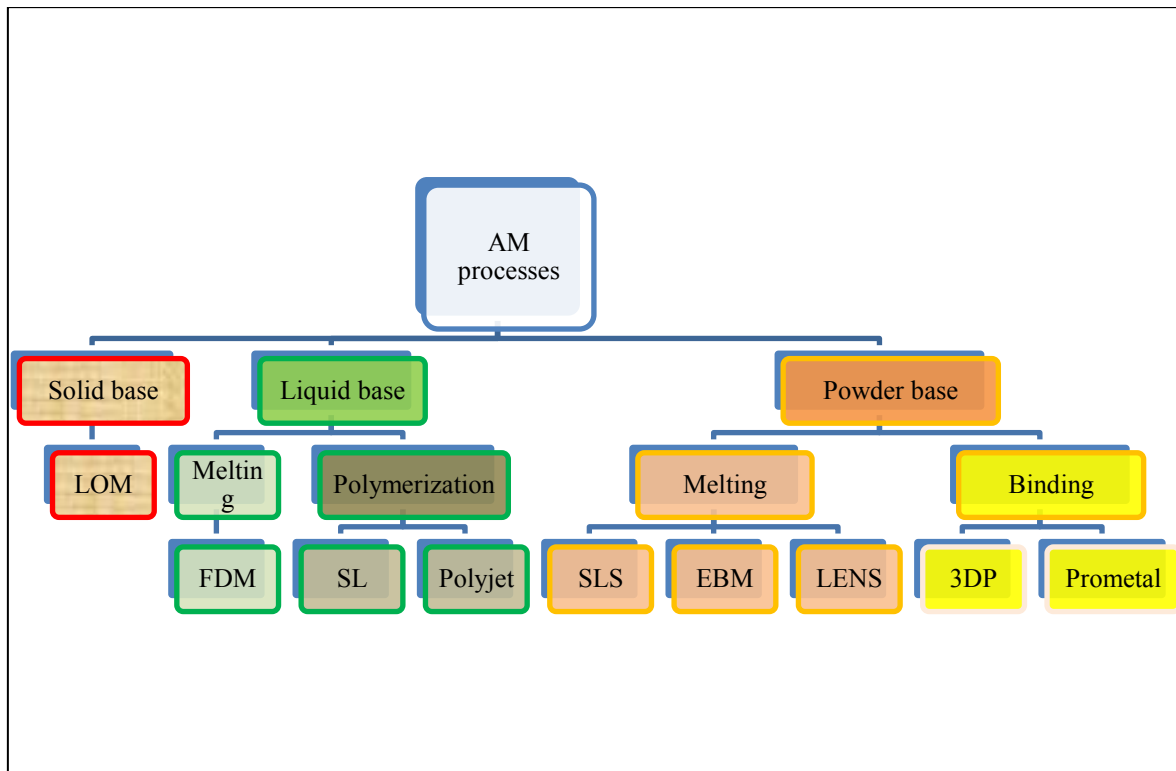 AM
processes
Solid base
Liquid base
Powder base
LOM
Meltin
g
Polymerization
Melting
Binding
FDM
SL
Polyjet
SLS
EBM
LENS
3DP
Prometal